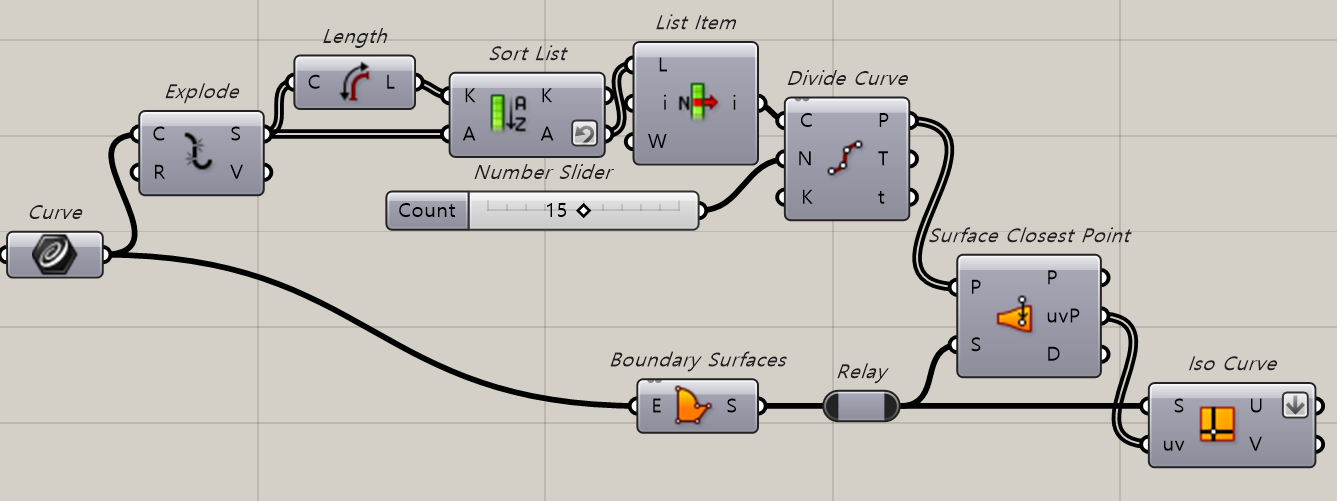 Curve
Explode
C S
R V
Length
C L
Sort List
K K
A A
A
Z
List Item
L
i N i
W
Number Slider
Count 15
Divide Curve
C P
N T
K t
Boundary Surfaces
E S
Relay
Surface Closest Point
P P
uvP
S D
Iso Curve
S U
uv V